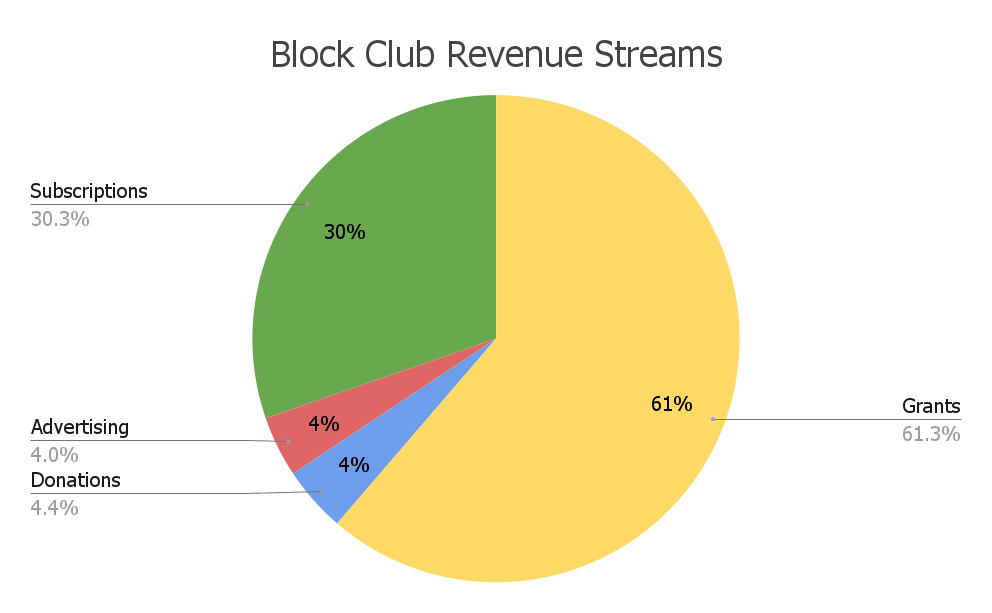 Block Club Revenue Streams
Subscriptions
30.3%
30%
61%
Grants
61.3%
Advertising
4.0%
4%
Donations
4.4%
4%